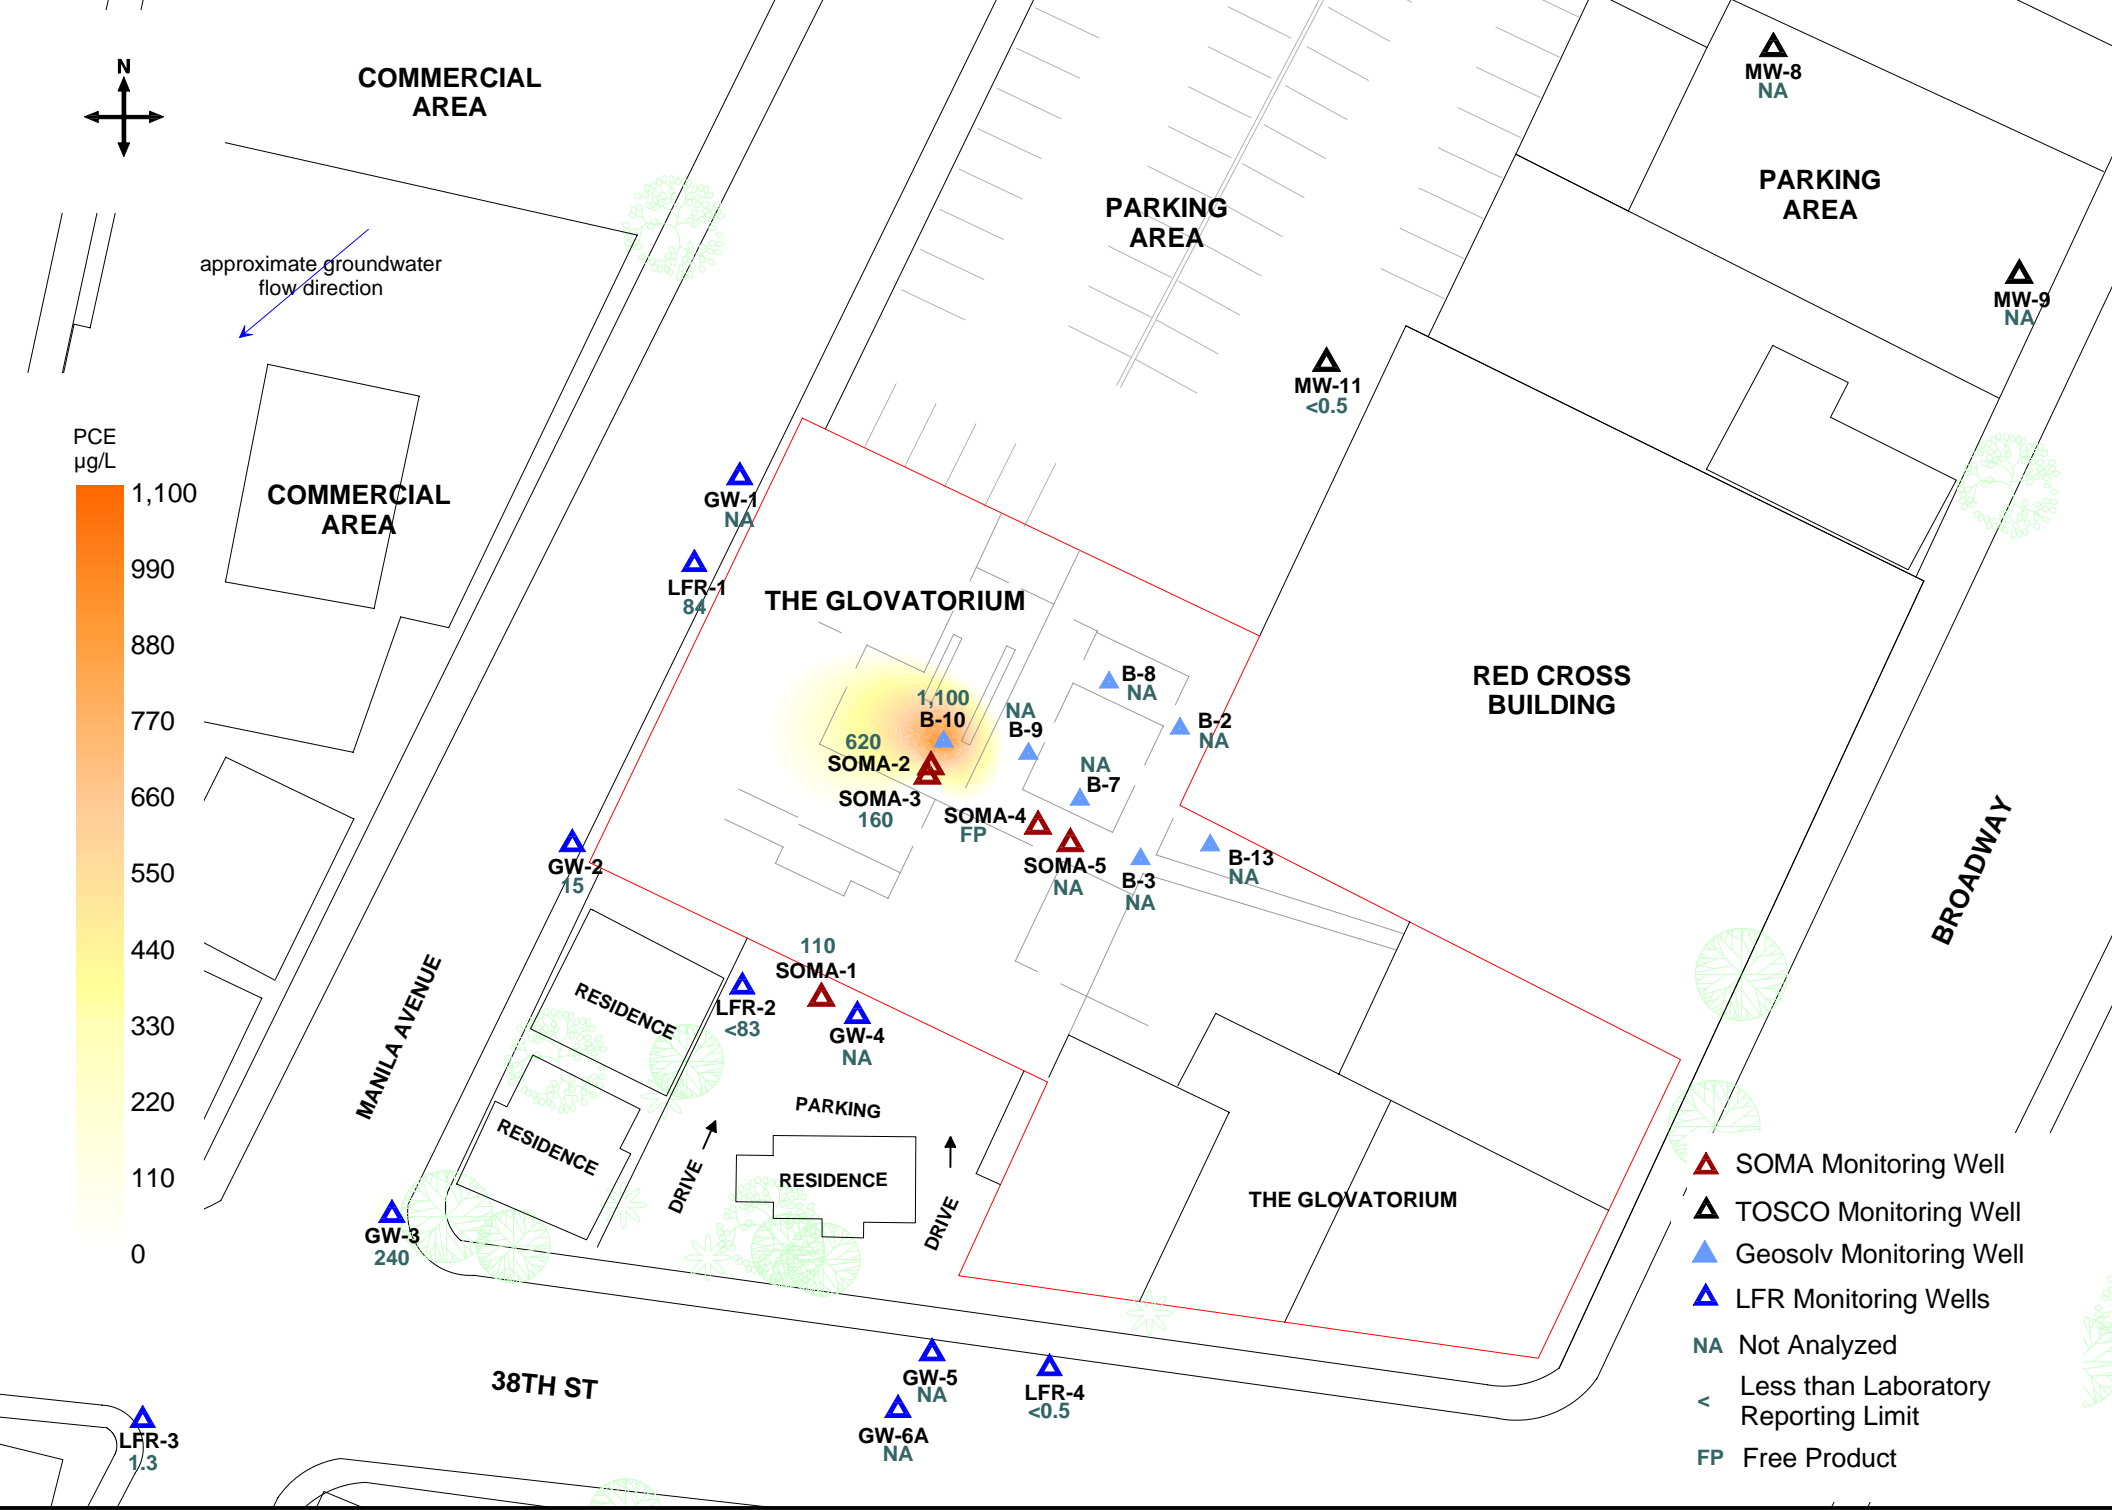 N
COMMERCIAL
AREA
MW-8
NA
PARKING
AREA
PARKING
AREA
approximate groundwater
flow direction
MW-9
NA
MW-11
<0.5
PCE
µg/L
1,100
990
880
770
660
550
440
330
220
110
0
COMMERCIAL
AREA
GW-1
NA
LFR-1
84
THE GLOVATORIUM
RED CROSS
BUILDING
B-8
NA
1,100
B-10
NA
B-9
B-2
NA
620
SOMA-2
NA
B-7
SOMA-3
160
SOMA-4
FP
SOMA-5
NA
B-3
NA
B-13
NA
GW-2
15
BROADWAY
110
SOMA-1
LFR-2
<83
GW-4
NA
RESIDENCE
MANILA AVENUE
PARKING
RESIDENCE
DRIVE
RESIDENCE
DRIVE
THE GLOVATORIUM
GW-3
240
38TH ST
GW-5
NA
LFR-4
<0.5
GW-6A
NA
LFR-3
1.3
SOMA Monitoring Well
TOSCO Monitoring Well
Geosolv Monitoring Well
LFR Monitoring Wells
NA Not Analyzed
< Less than Laboratory
Reporting Limit
FP Free Product